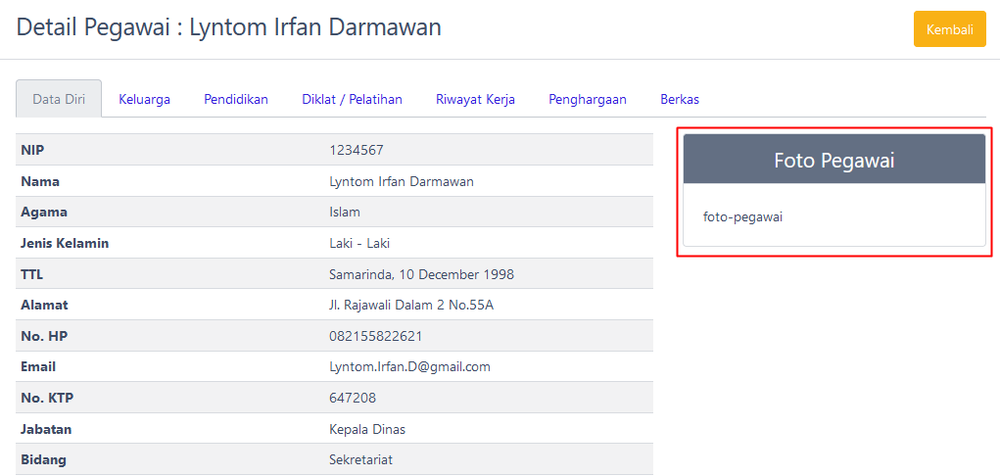 Detail Pegawai : Lyntom Irfan Darmawan
Kembali
Data Diri Keluarga Pendidikan Diklat / Pelatihan Riwayat Kerja Penghargaan Berkas
NIP 1234567
Nama Lyntom Irfan Darmawan
Agama Islam
Jenis Kelamin Laki - Laki
TTL Samarinda, 10 December 1998
Alamat Jl. Rajawali Dalam 2 No.55A
No. HP 082155822621
Email Lyntom.Irfan.D@gmail.com
No. KTP 647208
Jabatan Kepala Dinas
Bidang Sekretariat
Foto Pegawai
foto-pegawai